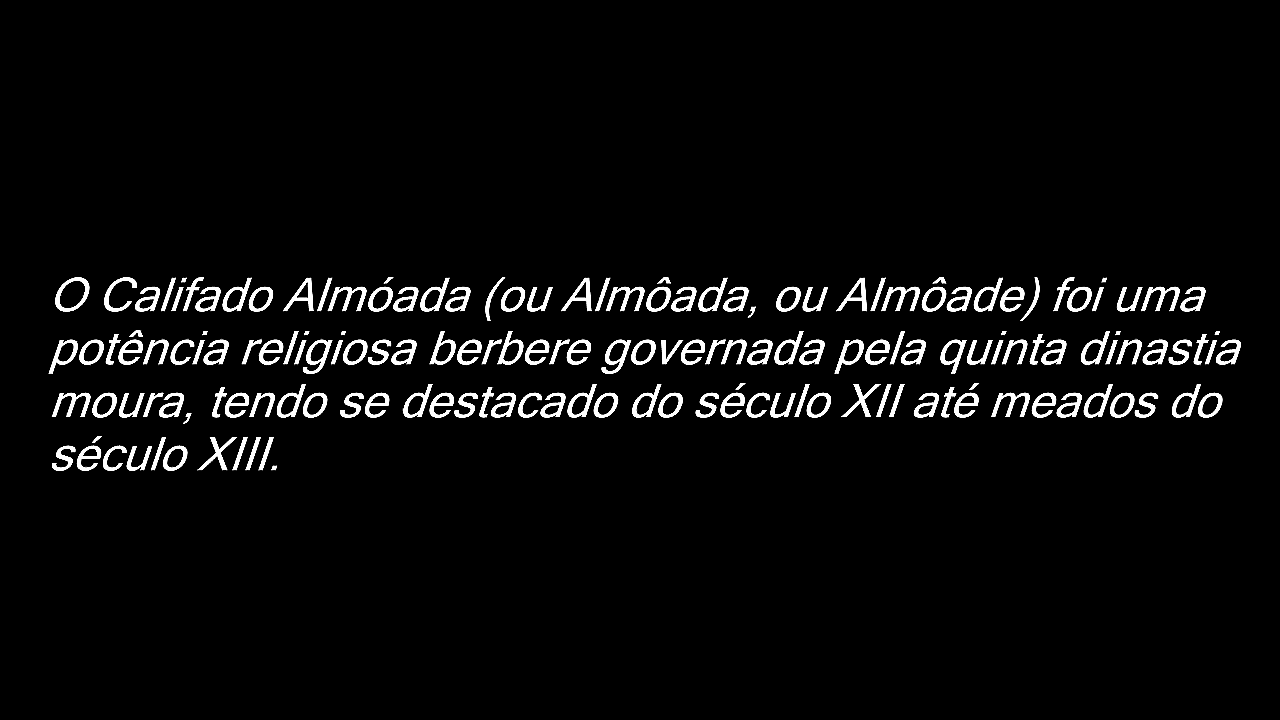 O Califado Almóada (ou Almôada, ou Almôade) foi uma
potência religiosa berbere governada pela quinta dinastia
moura, tendo se destacado do século XII até meados do
século XIII.